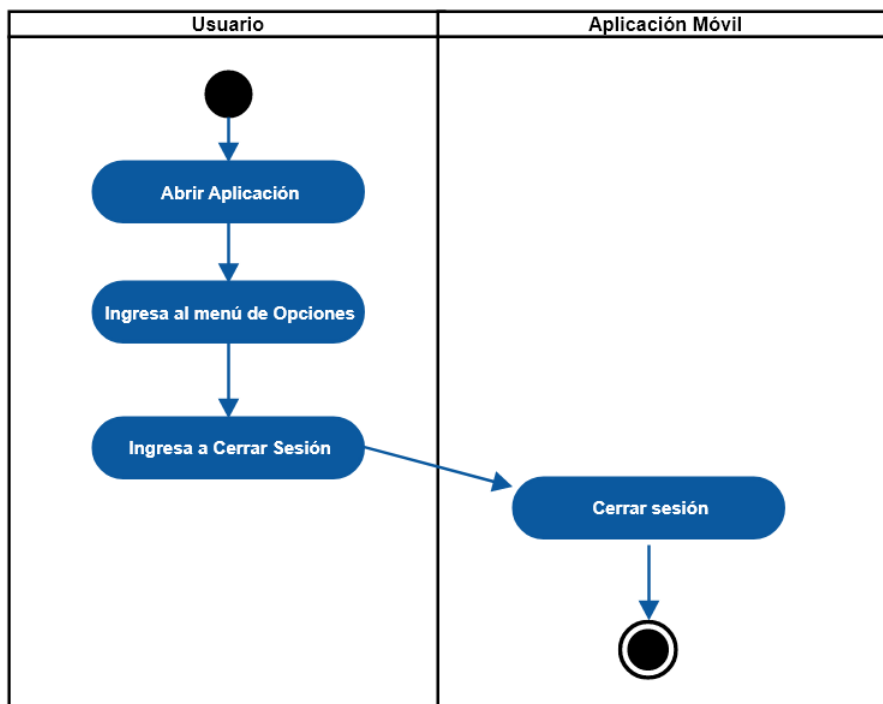 Usuario
Aplicación Móvil
Abrir Aplicación
Ingresa al menú de Opciones
Ingresa a Cerrar Sesión
Cerrar sesión